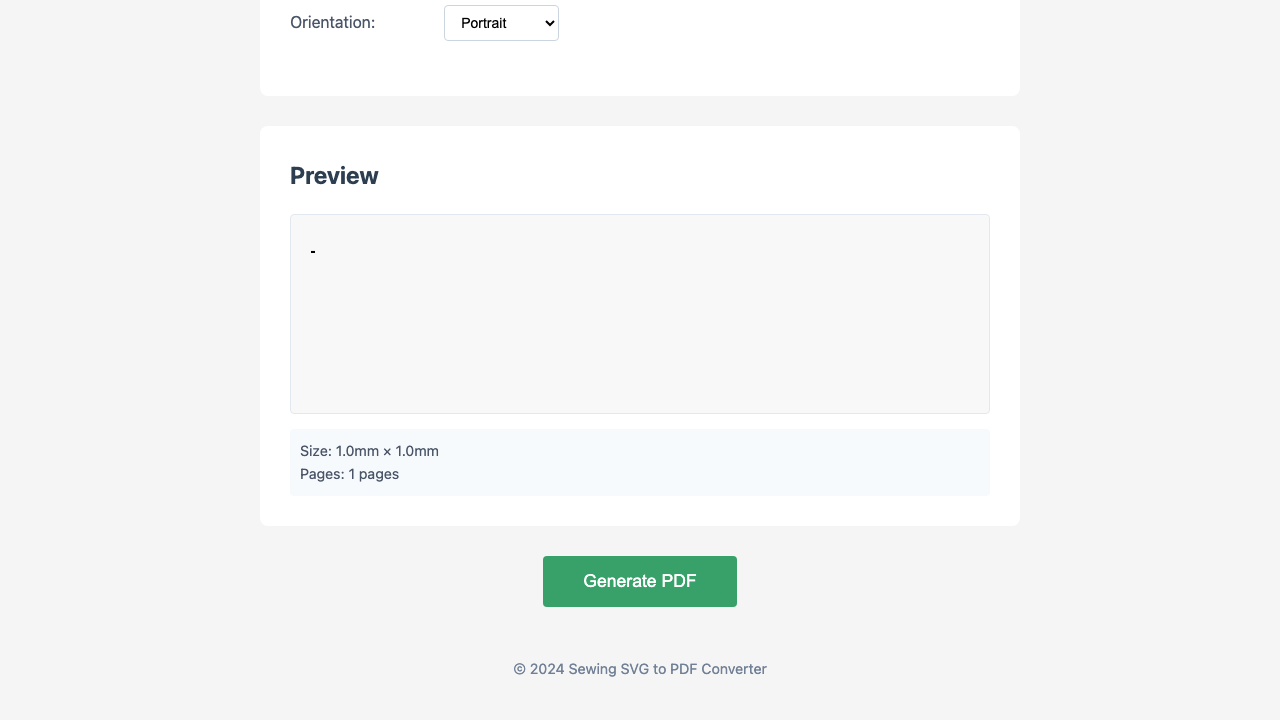 Orientation:
Portrait
Preview
-
Size: 1.0mm × 1.0mm
Pages: 1 pages
Generate PDF
© 2024 Sewing SVG to PDF Converter